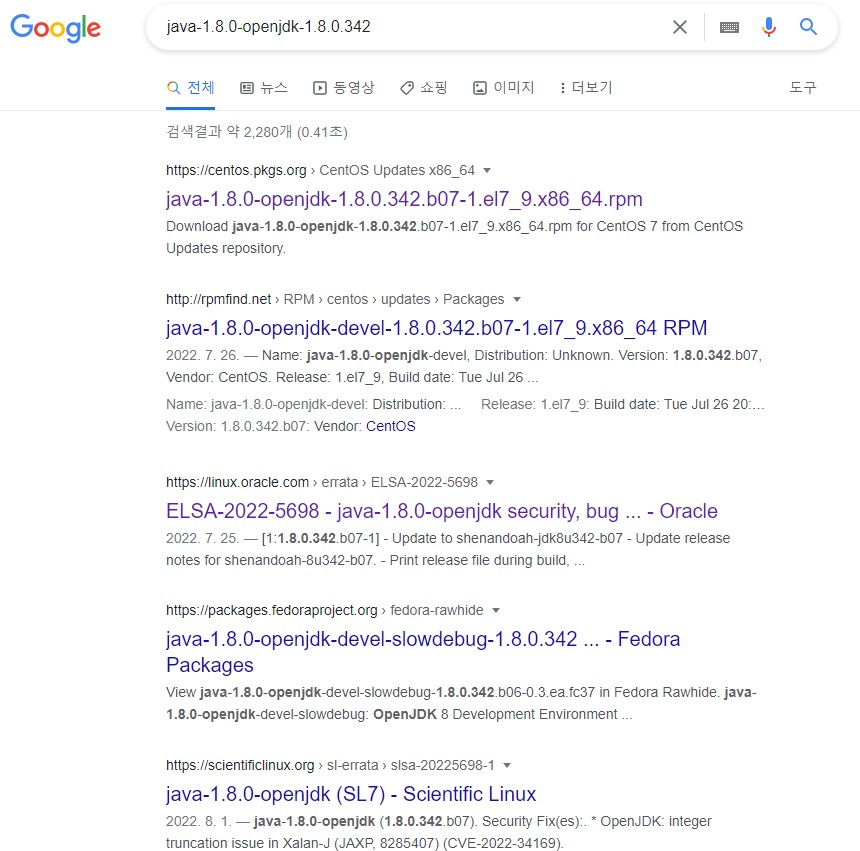 Google
java-1.8.0-openjdk-1.8.0.342
전체 뉴스 동영상 쇼핑 이미지 더보기 도구
검색결과 약 2,280개 (0.41초)
https://centos.pkgs.org › CentOS Updates x86_64
java-1.8.0-openjdk-1.8.0.342.b07-1.el7_9.x86_64.rpm
Download java-1.8.0-openjdk-1.8.0.342.b07-1.el7_9.x86_64.rpm for CentOS 7 from CentOS
Updates repository.
http://rpmfind.net › RPM › centos › updates › Packages
java-1.8.0-openjdk-devel-1.8.0.342.b07-1.el7_9.x86_64 RPM
2022. 7. 26. — Name: java-1.8.0-openjdk-devel, Distribution: Unknown. Version: 1.8.0.342.b07,
Vendor: CentOS. Release: 1.el7_9, Build date: Tue Jul 26 ...
Name: java-1.8.0-openjdk-devel: Distribution: ... Release: 1.el7_9: Build date: Tue Jul 26 20:...
Version: 1.8.0.342.b07: Vendor: CentOS
https://linux.oracle.com › errata › ELSA-2022-5698
ELSA-2022-5698 - java-1.8.0-openjdk security, bug ... - Oracle
2022. 7. 25. — [1:1.8.0.342.b07-1] - Update to shenandoah-jdk8u342-b07 - Update release
notes for shenandoah-8u342-b07. - Print release file during build, ...
https://packages.fedoraproject.org › fedora-rawhide
java-1.8.0-openjdk-devel-slowdebug-1.8.0.342 ... - Fedora
Packages
View java-1.8.0-openjdk-devel-slowdebug-1.8.0.342.b06-0.3.ea.fc37 in Fedora Rawhide. java-
1.8.0-openjdk-devel-slowdebug: OpenJDK 8 Development Environment ...
https://scientificlinux.org › sl-errata › slsa-20225698-1
java-1.8.0-openjdk (SL7) - Scientific Linux
2022. 8. 1. — java-1.8.0-openjdk (1.8.0.342.b07). Security Fix(es):. * OpenJDK: integer
truncation issue in Xalan-J (JAXP, 8285407) (CVE-2022-34169).